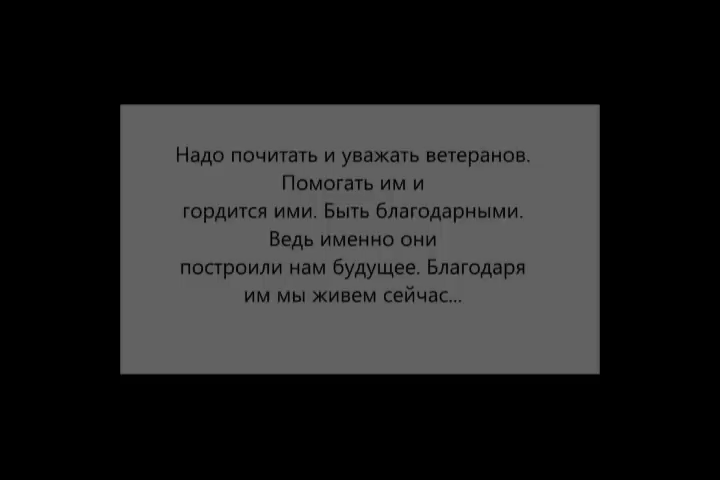 Надо почитать и уважать ветеранов.
Помогать им и
гордится ими. Быть благодарными.
Ведь именно они
построили нам будущее. Благодаря
им мы живем сейчас...